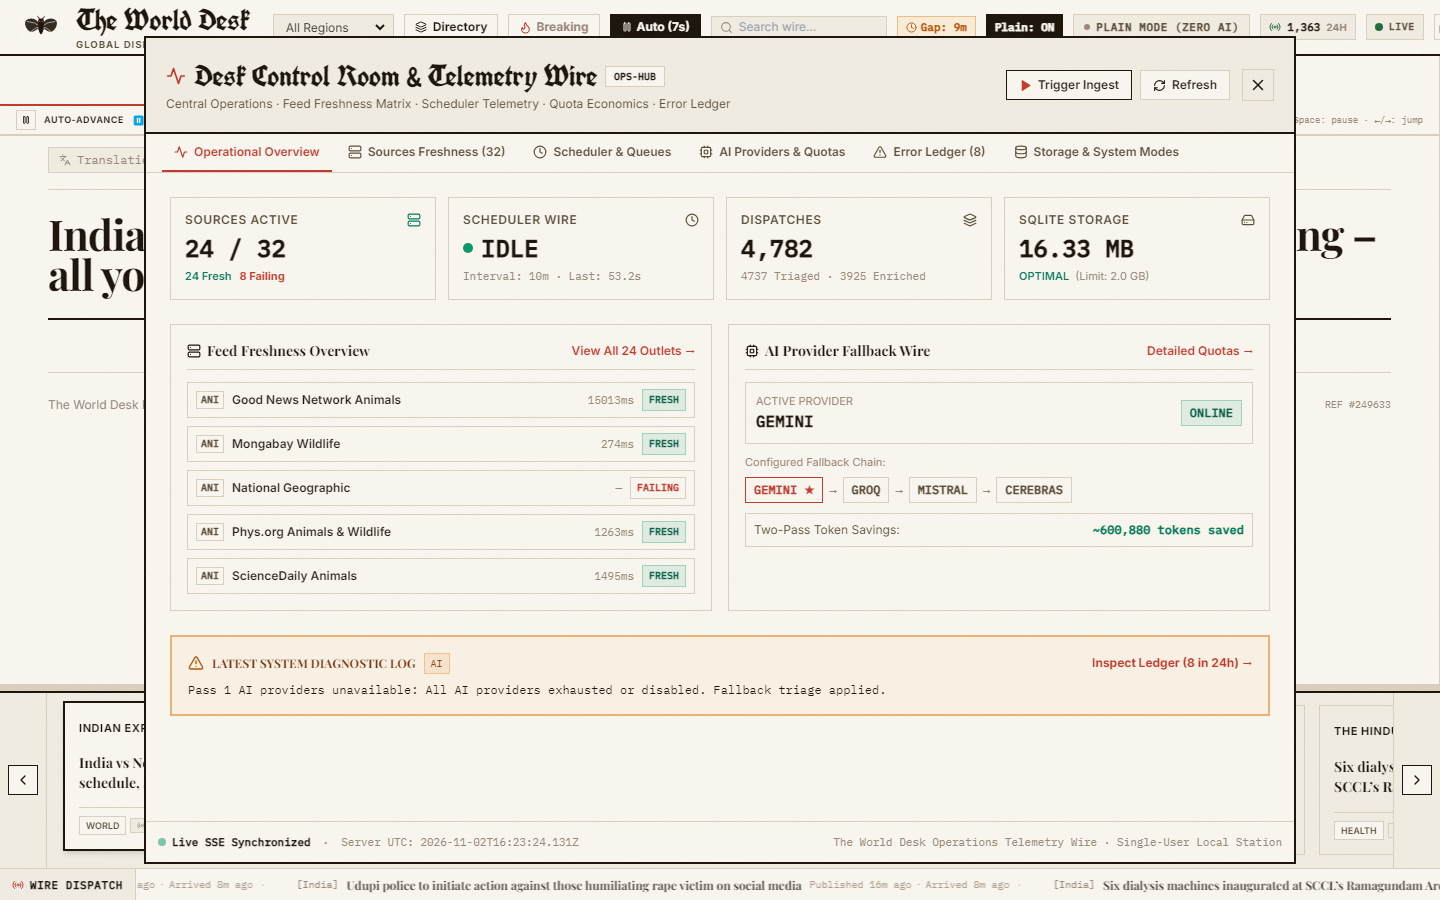 The World Desk
GLOBAL DIS
All Regions
Directory
Breaking
Auto (7s)
Search wire...
Gap: 9m
Plain: ON
PLAIN MODE (ZERO AI)
1,363 24H
LIVE
Desk Control Room & Telemetry Wire
OPS-HUB
Central Operations · Feed Freshness Matrix · Scheduler Telemetry · Quota Economics · Error Ledger
Trigger Ingest
Refresh
AUTO-ADVANCE
Space: pause · ←/→: jump
Operational Overview
Sources Freshness (32)
Scheduler & Queues
AI Providers & Quotas
Error Ledger (8)
Storage & System Modes
Translatio
India
all yo
ng –
SOURCES ACTIVE
24 / 32
24 Fresh 8 Failing
SCHEDULER WIRE
IDLE
Interval: 10m · Last: 53.2s
DISPATCHES
4,782
4737 Triaged · 3925 Enriched
SQLITE STORAGE
16.33 MB
OPTIMAL (Limit: 2.0 GB)
Feed Freshness Overview
View All 24 Outlets →
ANI Good News Network Animals 15013ms FRESH
ANI Mongabay Wildlife 274ms FRESH
ANI National Geographic — FAILING
ANI Phys.org Animals & Wildlife 1263ms FRESH
ANI ScienceDaily Animals 1495ms FRESH
AI Provider Fallback Wire
Detailed Quotas →
ACTIVE PROVIDER
GEMINI
ONLINE
Configured Fallback Chain:
GEMINI ★ → GROQ → MISTRAL → CEREBRAS
Two-Pass Token Savings: ~600,880 tokens saved
The World Desk
REF #249633
LATEST SYSTEM DIAGNOSTIC LOG AI
Inspect Ledger (8 in 24h) →
Pass 1 AI providers unavailable: All AI providers exhausted or disabled. Fallback triage applied.
INDIAN EXP
India vs N
schedule,
WORLD
THE HINDU
Six dialys
SCCL's R
HEALTH
Live SSE Synchronized · Server UTC: 2026-11-02T16:23:24.131Z
The World Desk Operations Telemetry Wire · Single-User Local Station
WIRE DISPATCH
ago · Arrived 8m ago ·
[India] Udupi police to initiate action against those humiliating rape victim on social media Published 16m ago · Arrived 8m ago ·
[India] Six dialysis machines inaugurated at SCCL's Ramagundam Are